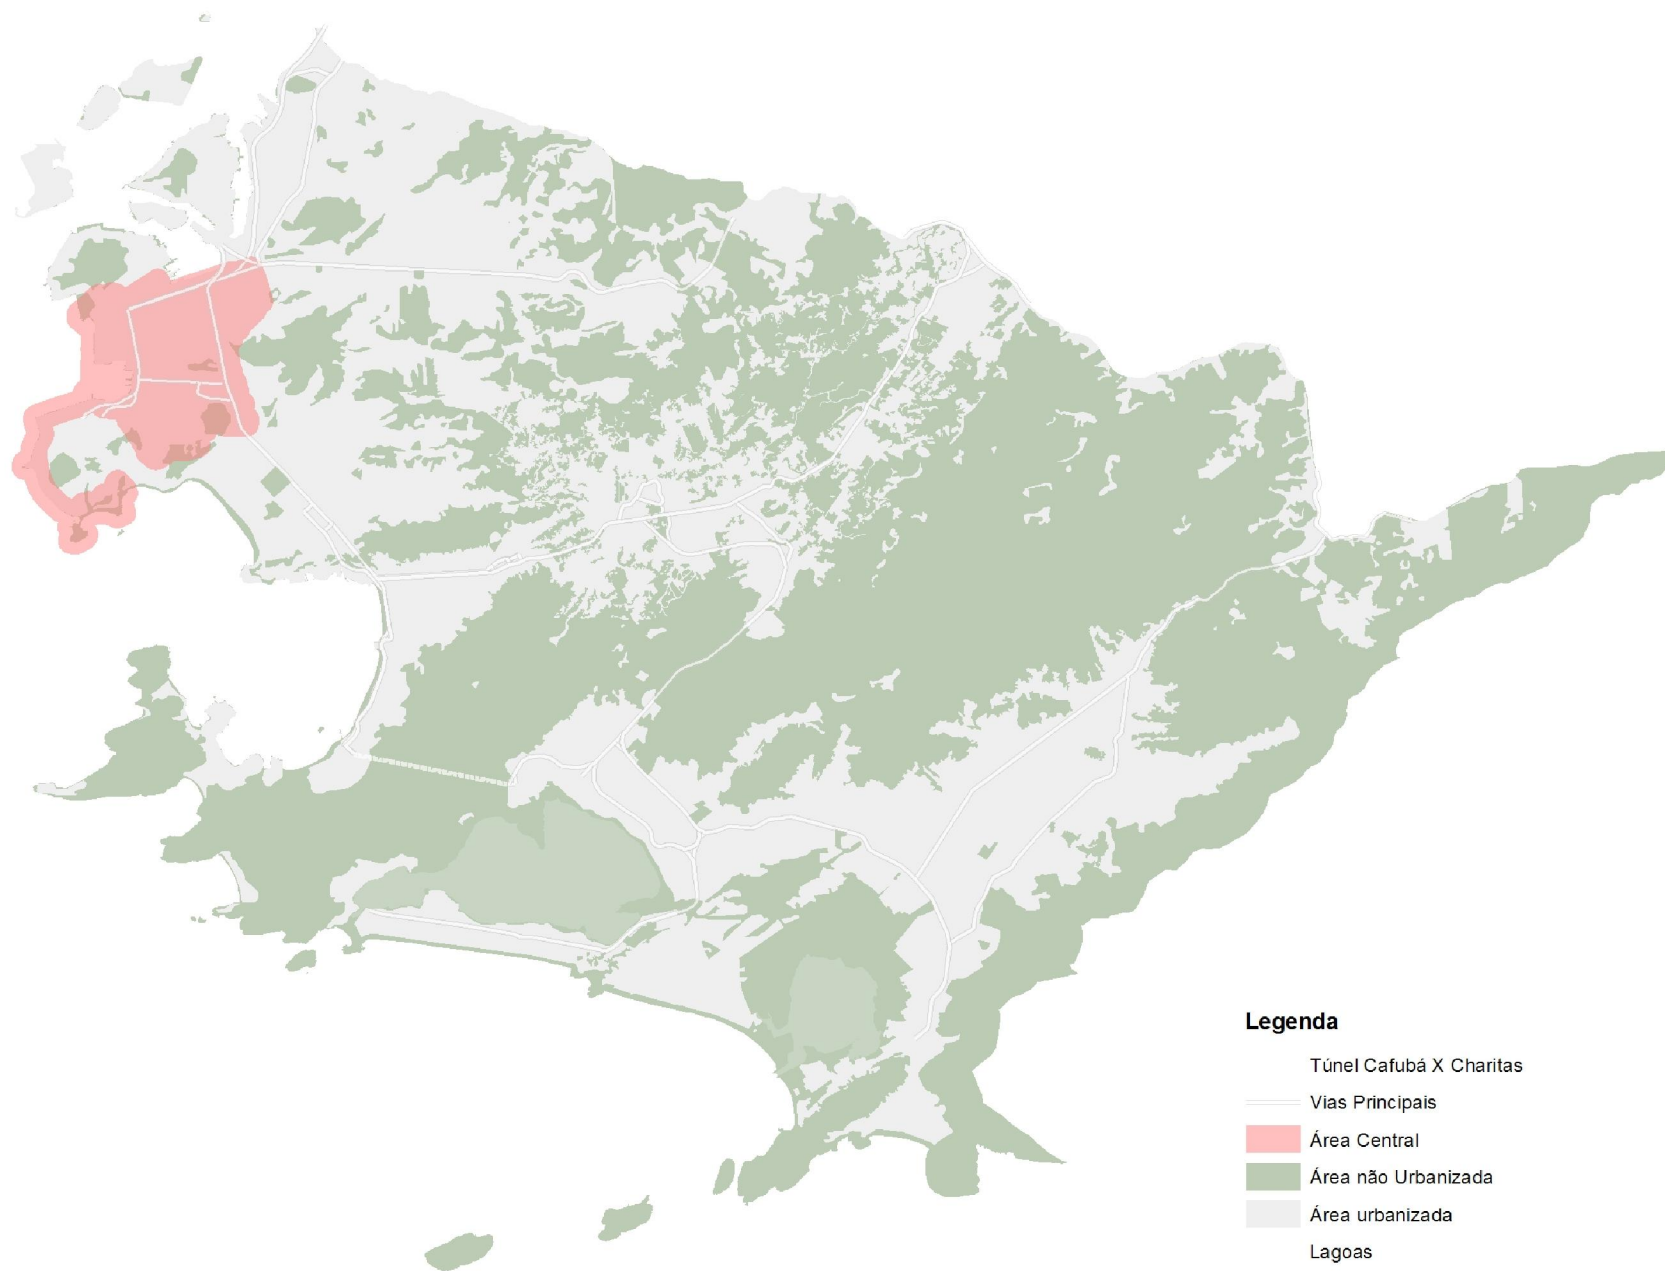 Legenda
Túnel Cafubá X Charitas
Vias Principais
Área Central
Área não Urbanizada
Área urbanizada
Lagoas